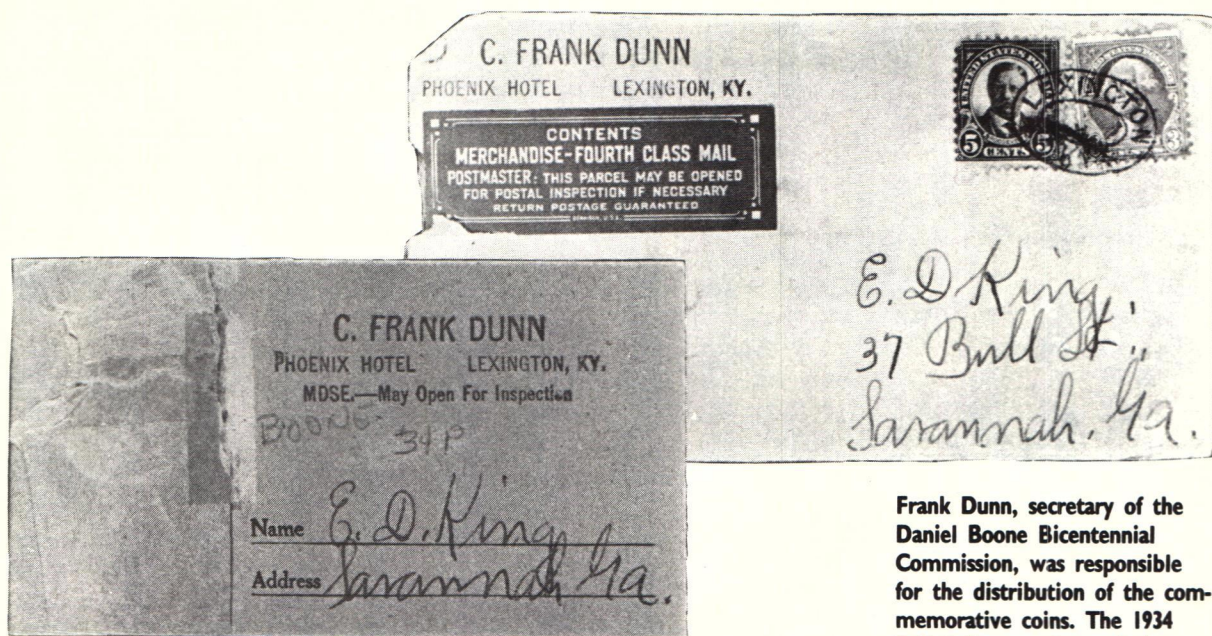 C. FRANK DUNN
PHOENIX HOTEL LEXINGTON, KY.
CONTENTS
MERCHANDISE-FOURTH CLASS MAIL
POSTMASTER: THIS PARCEL MAY BE OPENED
FOR POSTAL INSPECTION IF NECESSARY
RETURN POSTAGE GUARANTEED
UNITED STATES POSTAGE
5 CENTS 5
3
LEXINGTON
E. D King,
37 Bull St.,
Savannah, Ga.
C. FRANK DUNN
PHOENIX HOTEL LEXINGTON, KY.
MDSE.—May Open For Inspection
BOONE
34P
Name E. D. King
Address Savannah Ga.
Frank Dunn, secretary of the
Daniel Boone Bicentennial
Commission, was responsible
for the distribution of the com-
memorative coins. The 1934